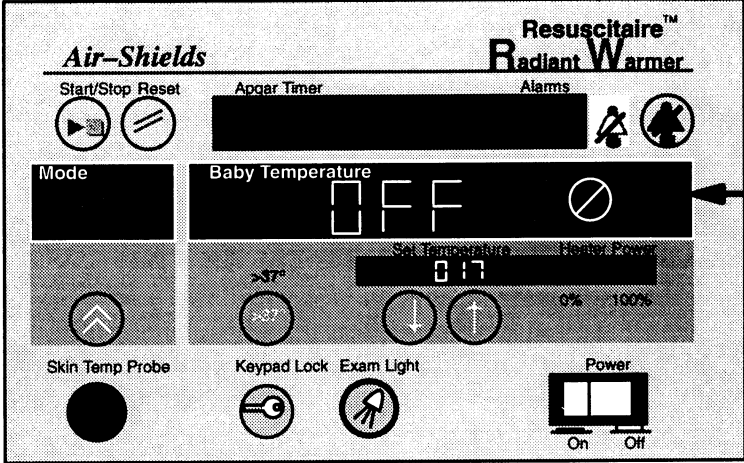 Air–Shields
Resuscitaire™
Radiant Warmer
Start/Stop Reset
Apgar Timer
Alarms
Mode
Baby Temperature
OFF
Set Temperature
Heater Power
>37°
017
>37
0% 100%
Skin Temp Probe
Keypad Lock
Exam Light
Power
On
Off